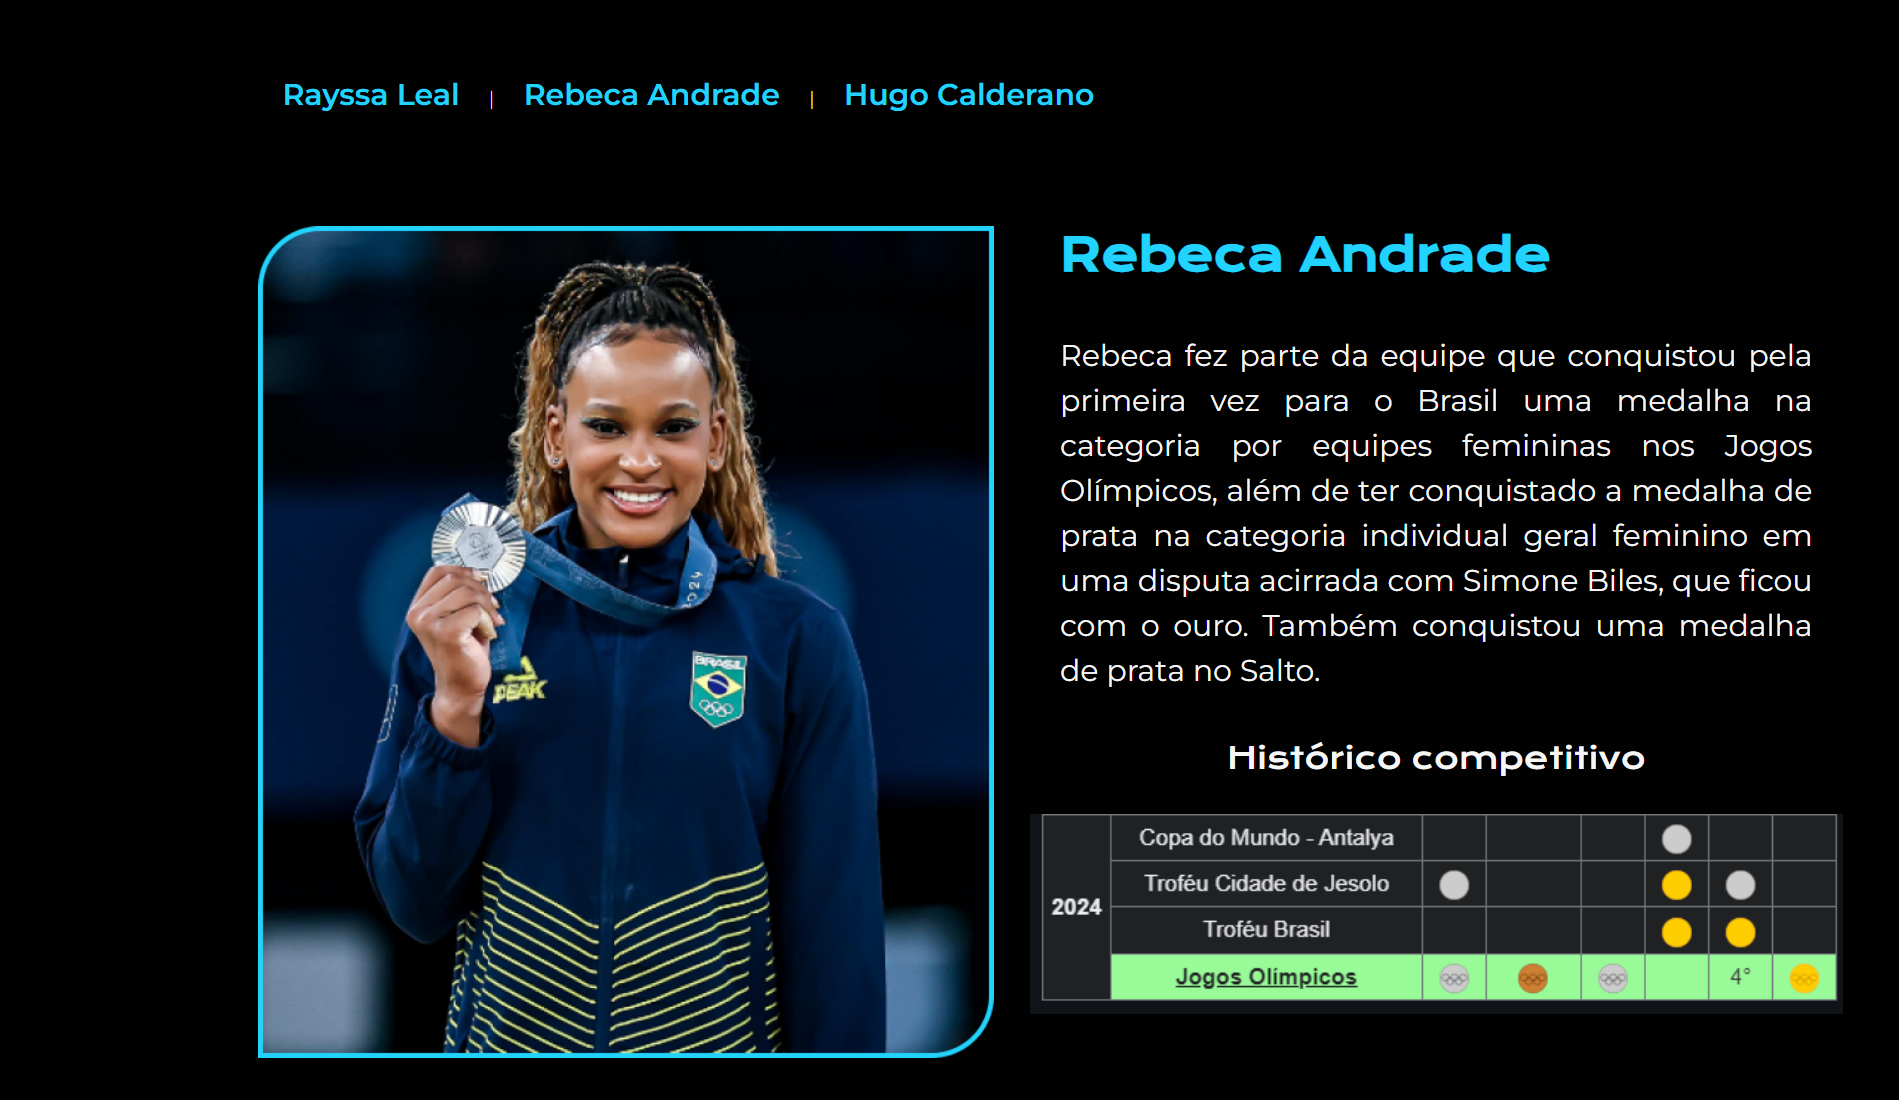 Rayssa Leal | Rebeca Andrade | Hugo Calderano
Rebeca Andrade
Rebeca fez parte da equipe que conquistou pela
primeira vez para o Brasil uma medalha na
categoria por equipes femininas nos Jogos
Olímpicos, além de ter conquistado a medalha de
prata na categoria individual geral feminino em
uma disputa acirrada com Simone Biles, que ficou
com o ouro. Também conquistou uma medalha
de prata no Salto.
2024
PEAK
BRASIL
Histórico competitivo
2024
Copa do Mundo - Antalya
Troféu Cidade de Jesolo
Troféu Brasil
Jogos Olímpicos 4°